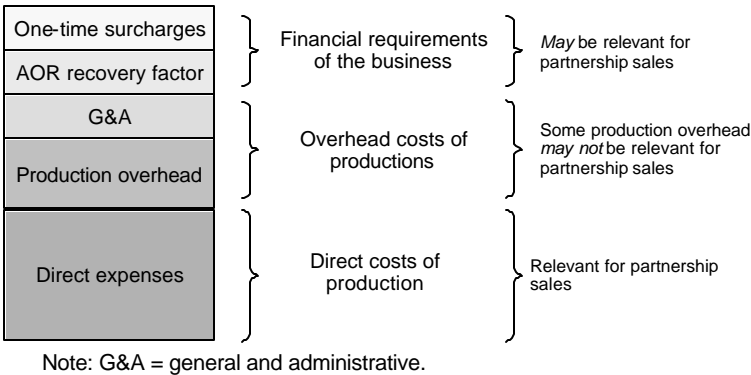 One-time surcharges
AOR recovery factor
G&A
Production overhead
Direct expenses
Financial requirements
of the business
Overhead costs of
productions
Direct costs of
production
May be relevant for
partnership sales
Some production overhead
may not be relevant for
partnership sales
Relevant for partnership
sales
Note: G&A = general and administrative.